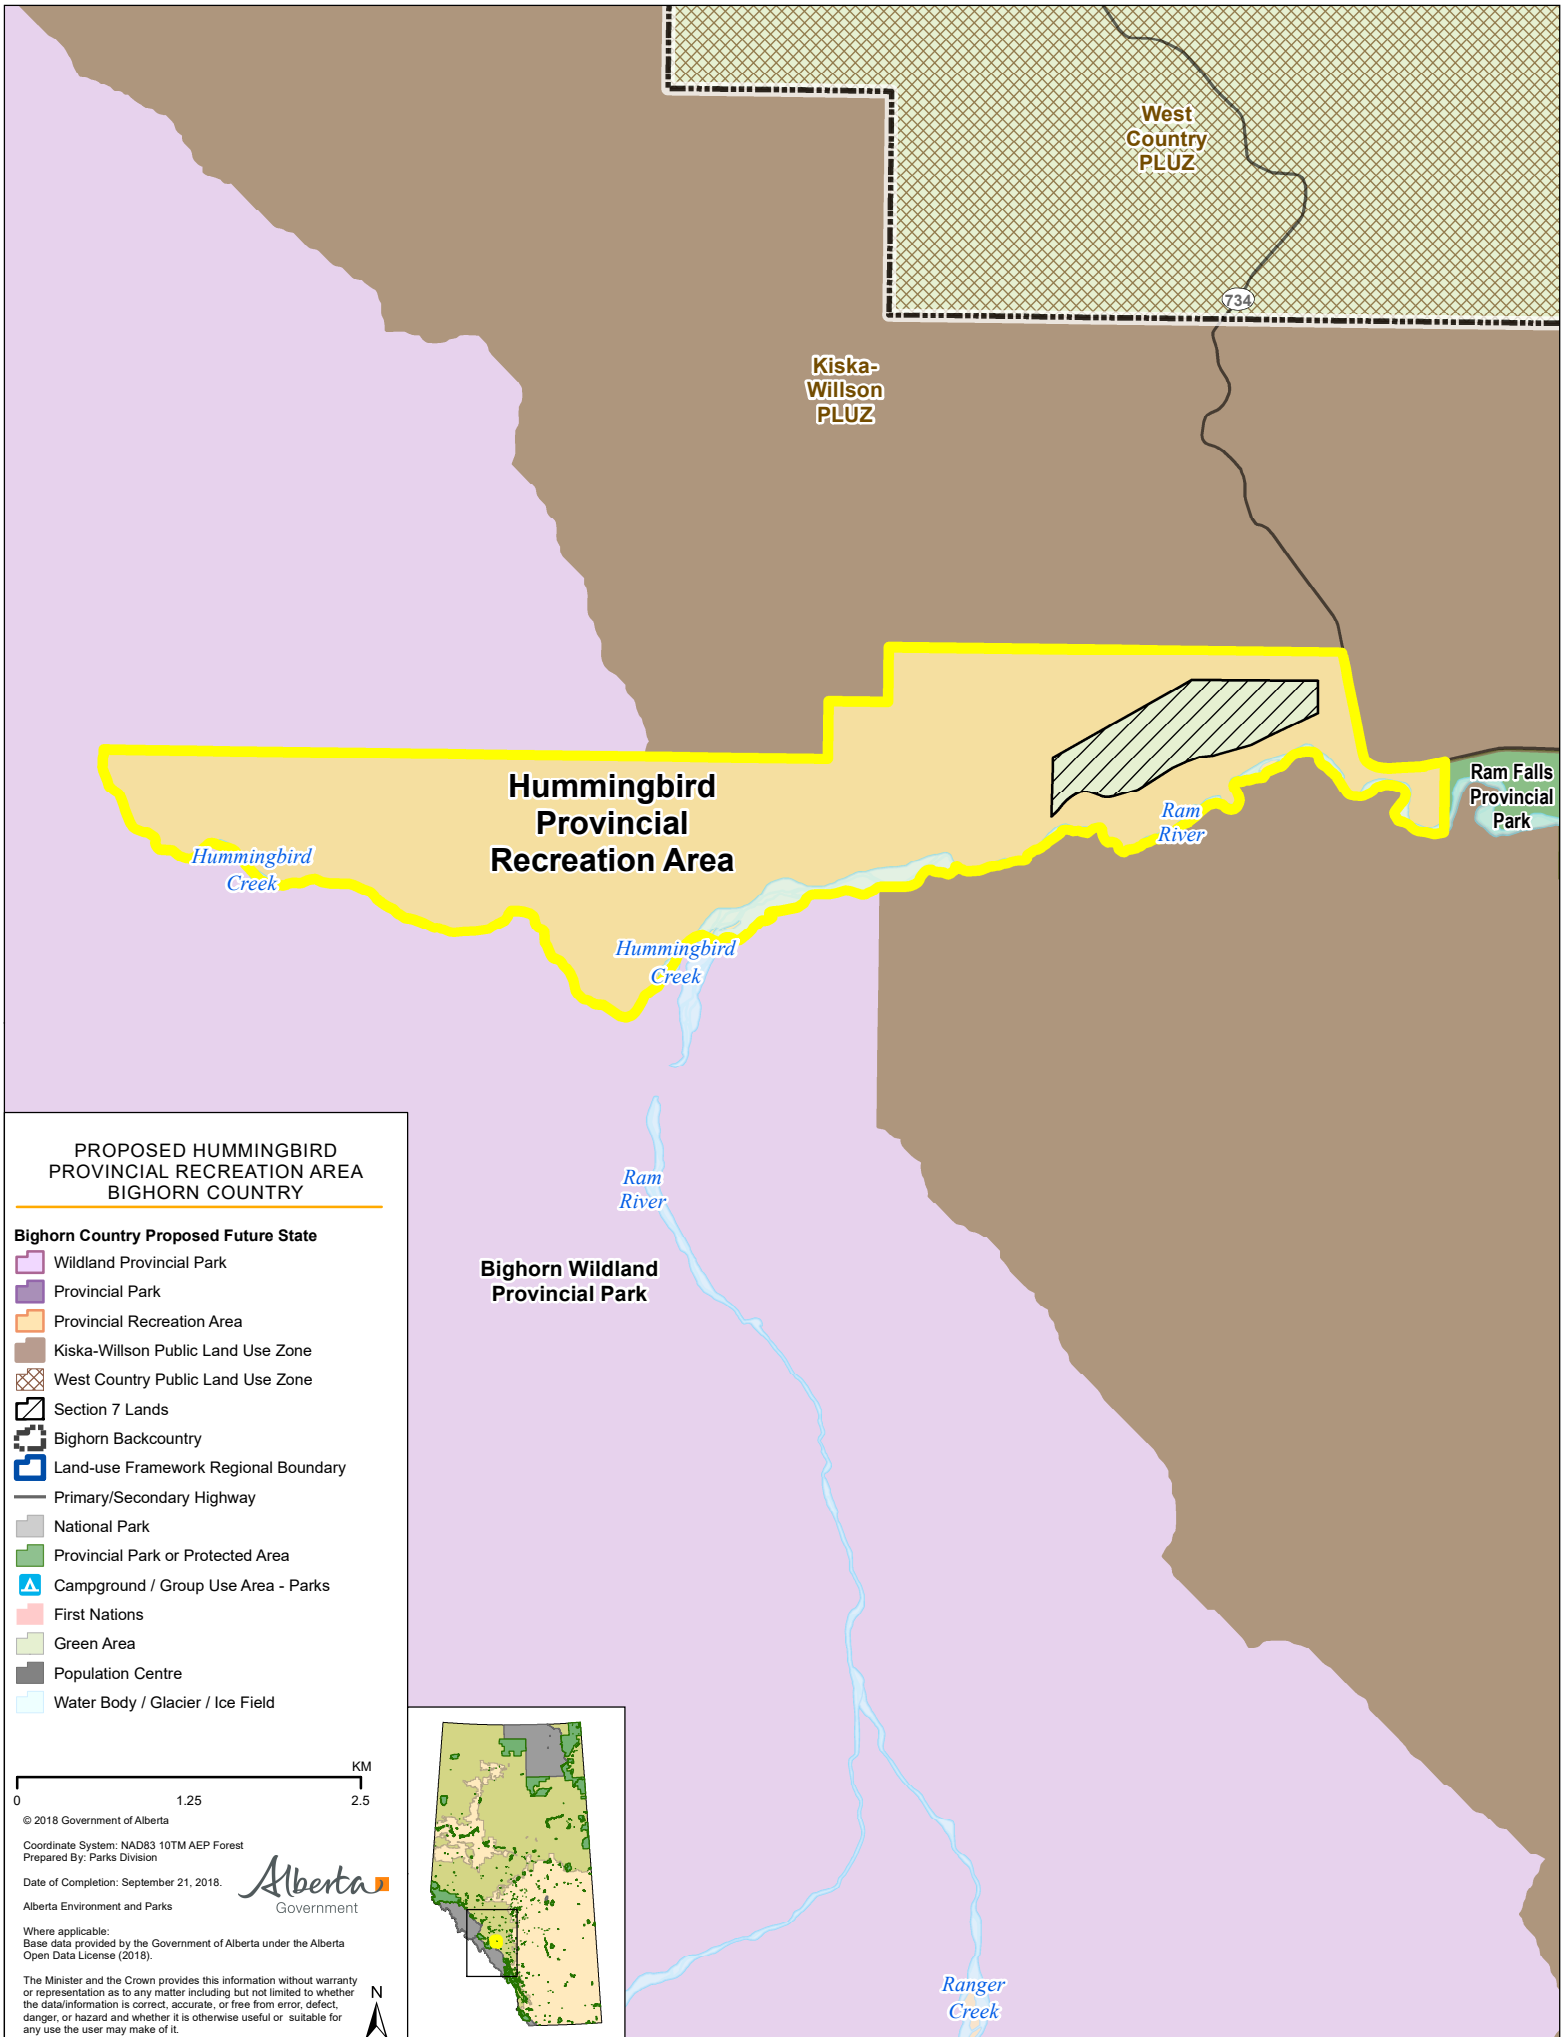 West
Country
PLUZ
734
Kiska-
Willson
PLUZ
Hummingbird
Provincial
Recreation Area
Ram Falls
Provincial
Park
Ram
River
Hummingbird
Creek
Hummingbird
Creek
Ram
River
Bighorn Wildland
Provincial Park
Ranger
Creek
PROPOSED HUMMINGBIRD
PROVINCIAL RECREATION AREA
BIGHORN COUNTRY
Bighorn Country Proposed Future State
Wildland Provincial Park
Provincial Park
Provincial Recreation Area
Kiska-Willson Public Land Use Zone
West Country Public Land Use Zone
Section 7 Lands
Bighorn Backcountry
Land-use Framework Regional Boundary
Primary/Secondary Highway
National Park
Provincial Park or Protected Area
Campground / Group Use Area - Parks
First Nations
Green Area
Population Centre
Water Body / Glacier / Ice Field
KM
0 1.25 2.5
© 2018 Government of Alberta
Coordinate System: NAD83 10TM AEP Forest
Prepared By: Parks Division
Date of Completion: September 21, 2018.
Alberta Environment and Parks
Alberta
Government
Where applicable:
Base data provided by the Government of Alberta under the Alberta
Open Data License (2018).
The Minister and the Crown provides this information without warranty
or representation as to any matter including but not limited to whether
the data/information is correct, accurate, or free from error, defect,
danger, or hazard and whether it is otherwise useful or suitable for
any use the user may make of it.
N